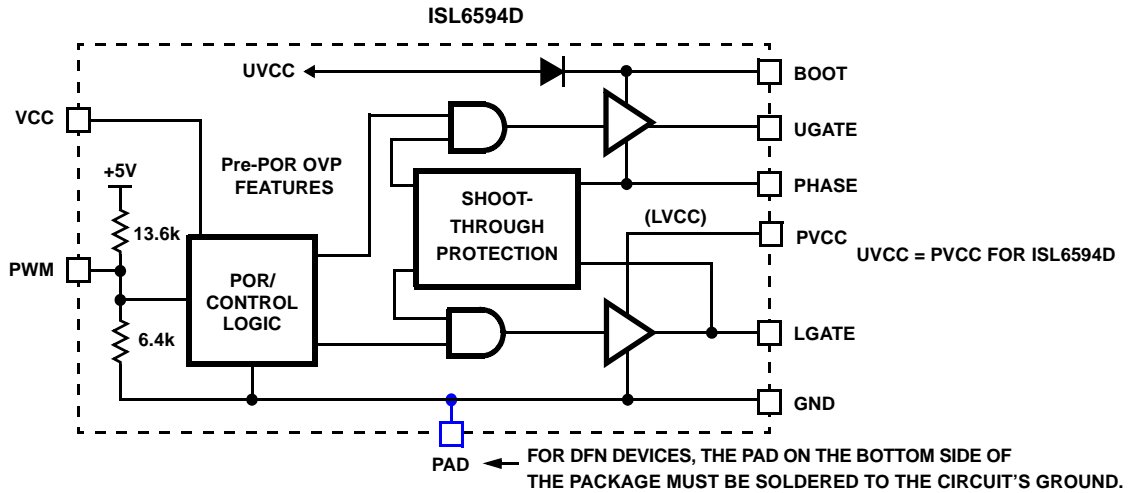 ISL6594D
UVCC
BOOT
VCC
UGATE
+5V
Pre-POR OVP
FEATURES
SHOOT-
THROUGH
PROTECTION
PHASE
13.6k
(LVCC)
PVCC
UVCC = PVCC FOR ISL6594D
PWM
POR/
CONTROL
LOGIC
6.4k
LGATE
GND
PAD
FOR DFN DEVICES, THE PAD ON THE BOTTOM SIDE OF
THE PACKAGE MUST BE SOLDERED TO THE CIRCUIT'S GROUND.